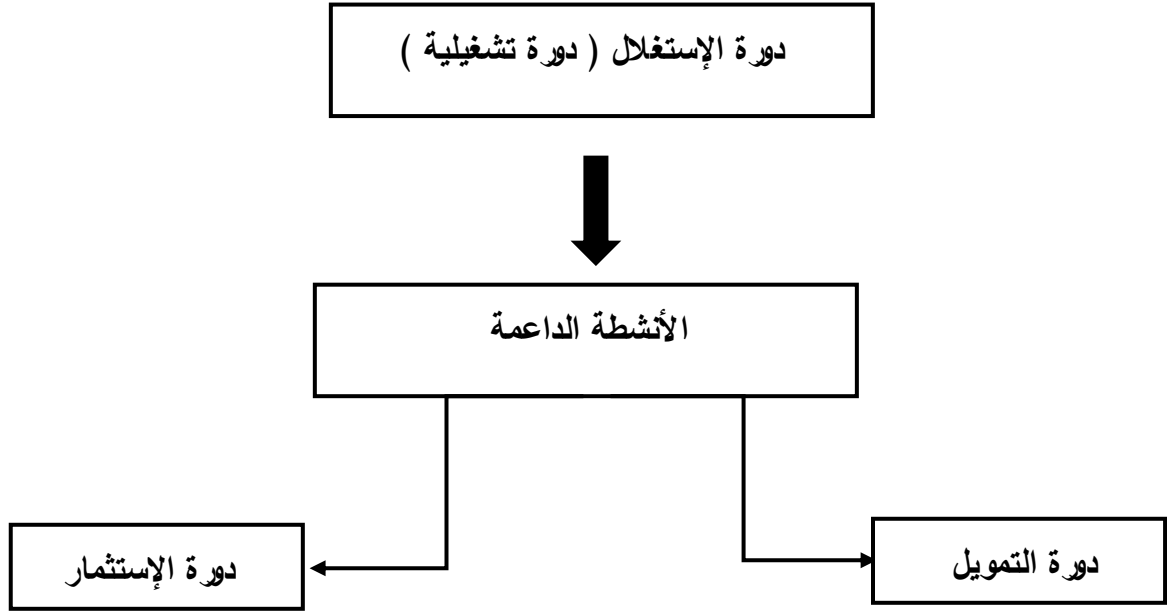 دورة الإستغلال ( دورة تشغيلية )
الأنشطة الداعمة
دورة التمويل
دورة الإستثمار